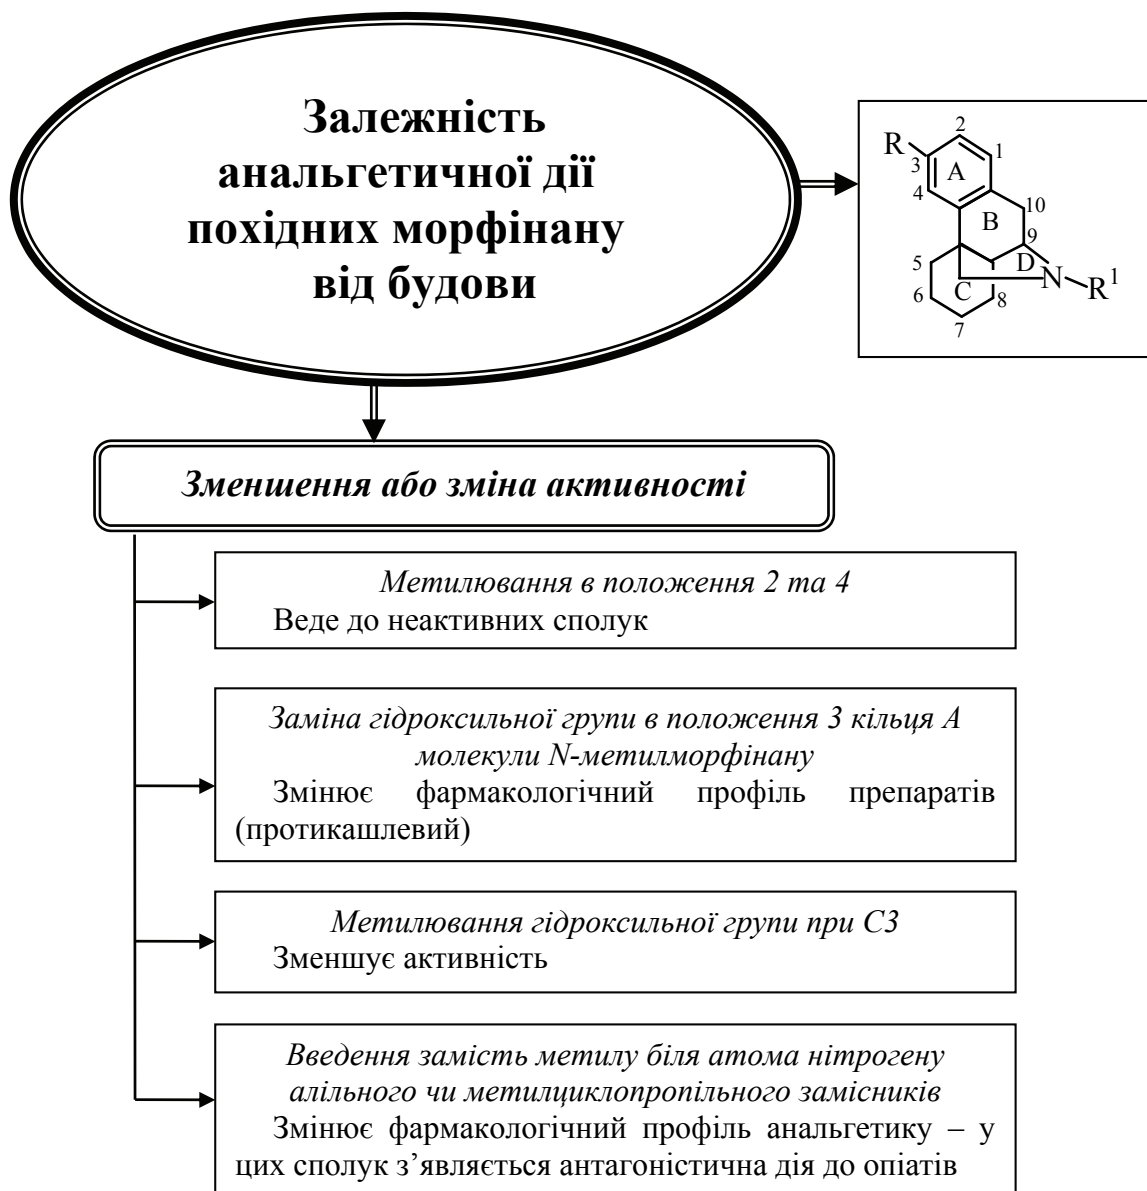 Залежність
анальгетичної дії
похідних морфінану
від будови
R
2
1
3
A
4
10
B
9
5
D
C
N
R¹
6
8
7
Зменшення або зміна активності
Метилювання в положення 2 та 4
Веде до неактивних сполук
Заміна гідроксильної групи в положення 3 кільця А
молекули N-метилморфінану
Змінює фармакологічний профіль препаратів
(протикашлевий)
Метилювання гідроксильної групи при С3
Зменшує активність
Введення замість метилу біля атома нітрогену
алільного чи метилциклопропільного замісників
Змінює фармакологічний профіль анальгетику – у
цих сполук з’являється антагоністична дія до опіатів